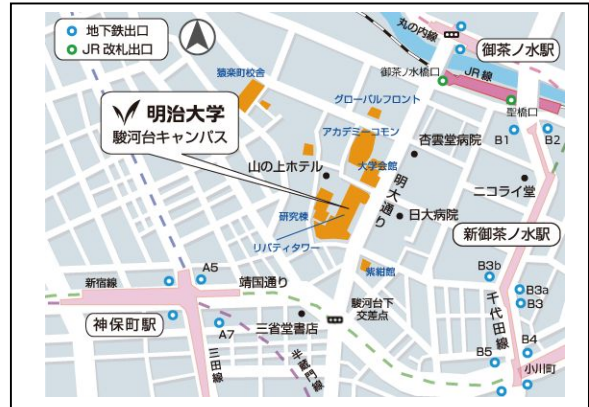 地下鉄出口
JR 改札出口
丸の内線
御茶ノ水駅
猿楽町校舎
御茶ノ水橋口
JR 線
グローバルフロント
聖橋口
明治大学
駿河台キャンパス
アカデミーコモン
杏雲堂病院
B1
B2
山の上ホテル
大学会館
明大通り
ニコライ堂
研究棟
日大病院
リバティタワー
新御茶ノ水駅
紫紺館
B3b
新宿線
A5
靖国通り
B3a
B3
駿河台下
交差点
千代田線
神保町駅
A7
三省堂書店
B4
三田線
半蔵門線
B5
小川町